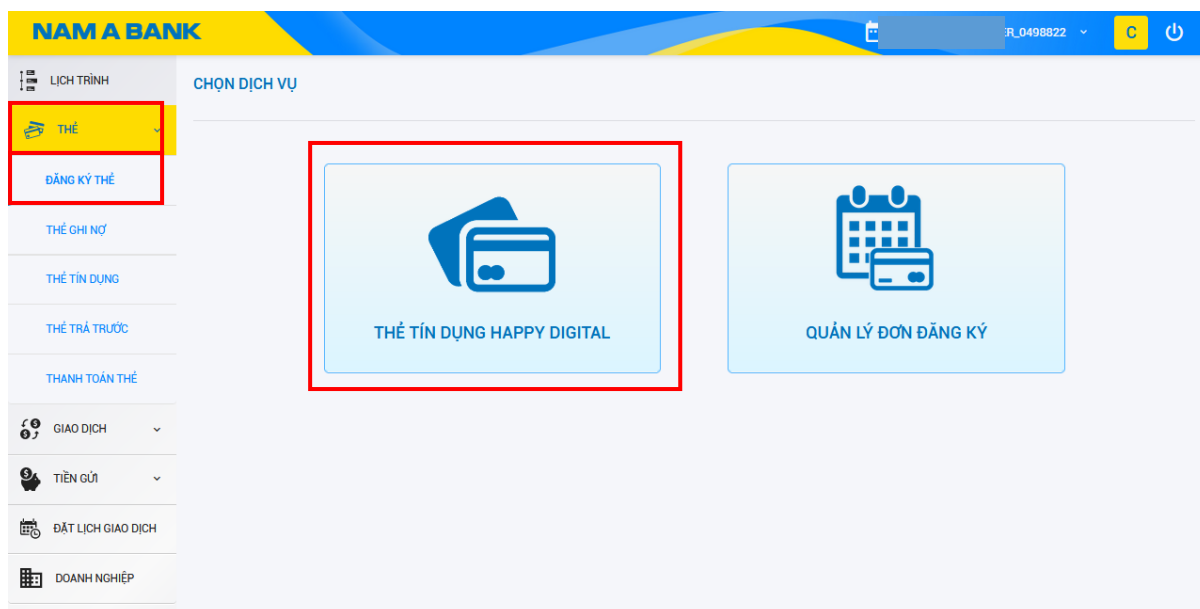 NAM A BANK
R_0498822
C
LỊCH TRÌNH
CHỌN DỊCH VỤ
THẺ
ĐĂNG KÝ THẺ
THẺ GHI NỢ
THẺ TÍN DỤNG
THẺ TRẢ TRƯỚC
THANH TOÁN THẺ
GIAO DỊCH
TIỀN GỬI
ĐẶT LỊCH GIAO DỊCH
DOANH NGHIỆP
THẺ TÍN DỤNG HAPPY DIGITAL
QUẢN LÝ ĐƠN ĐĂNG KÝ